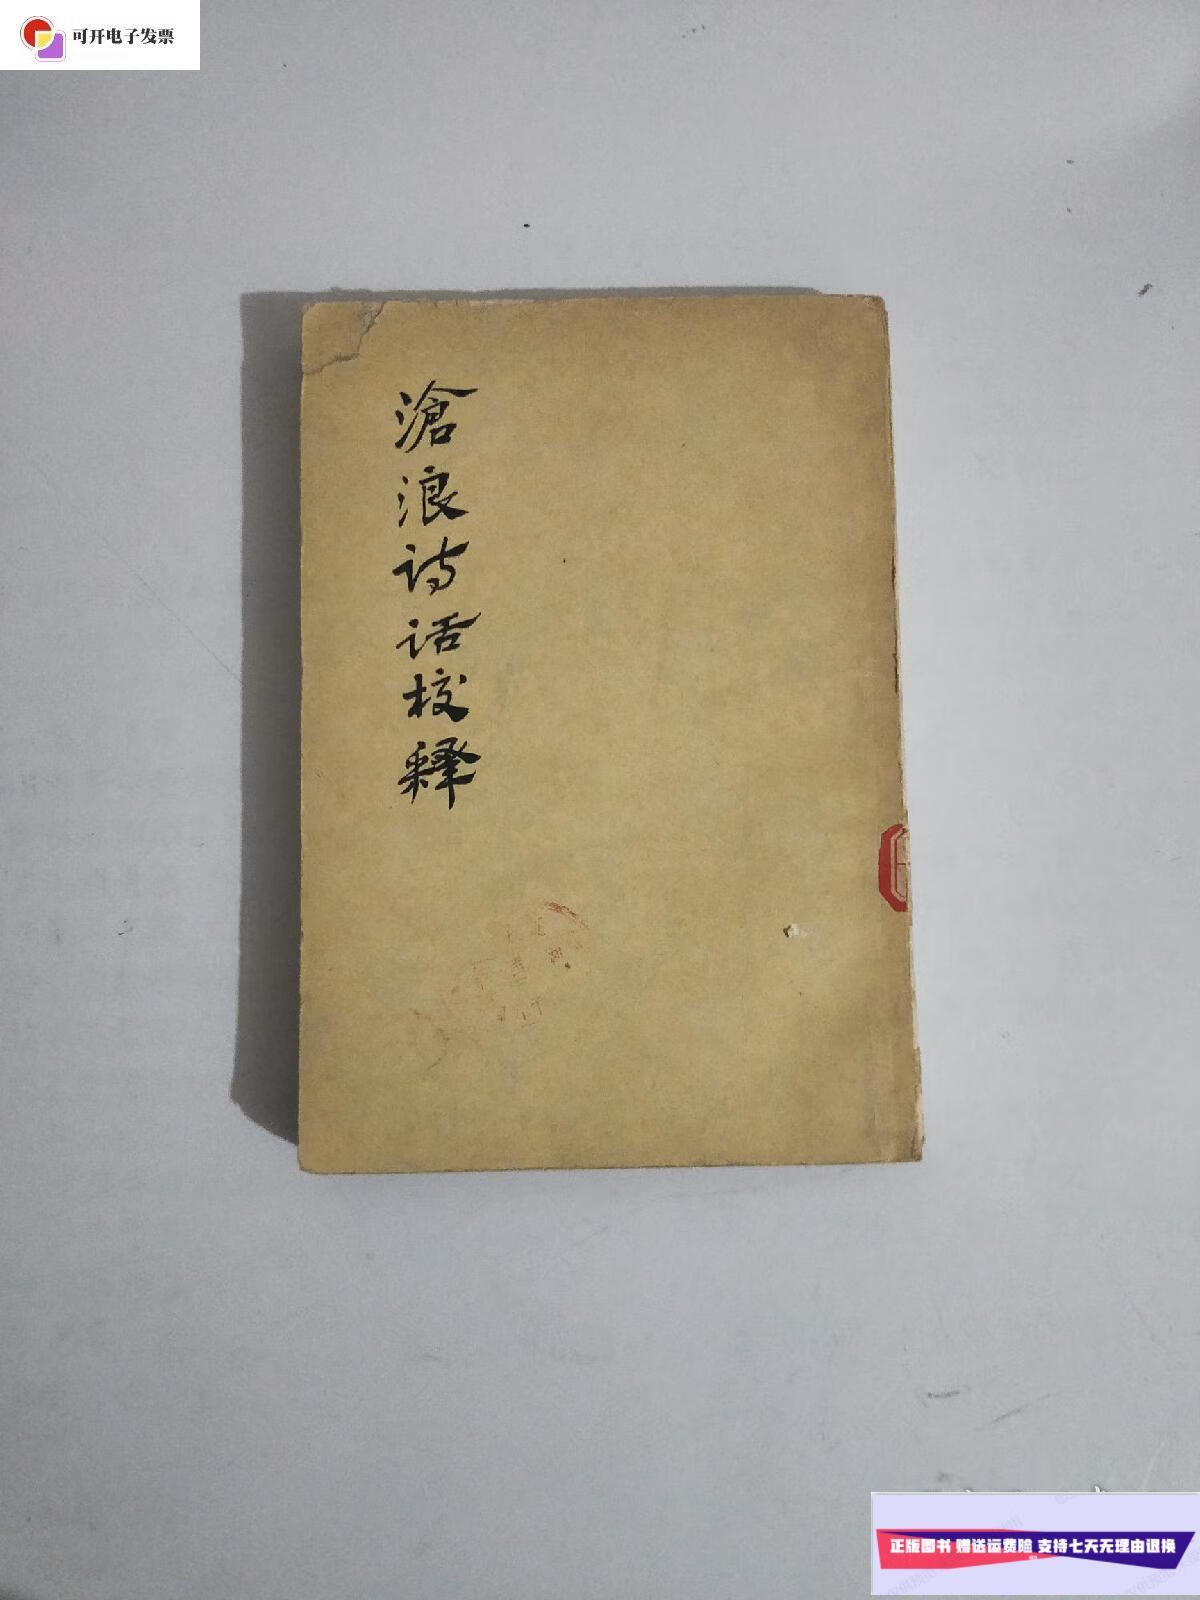 可开电子发票
滄浪诗话校釋
正版图书 赠送运费险 支持七天无理由退换